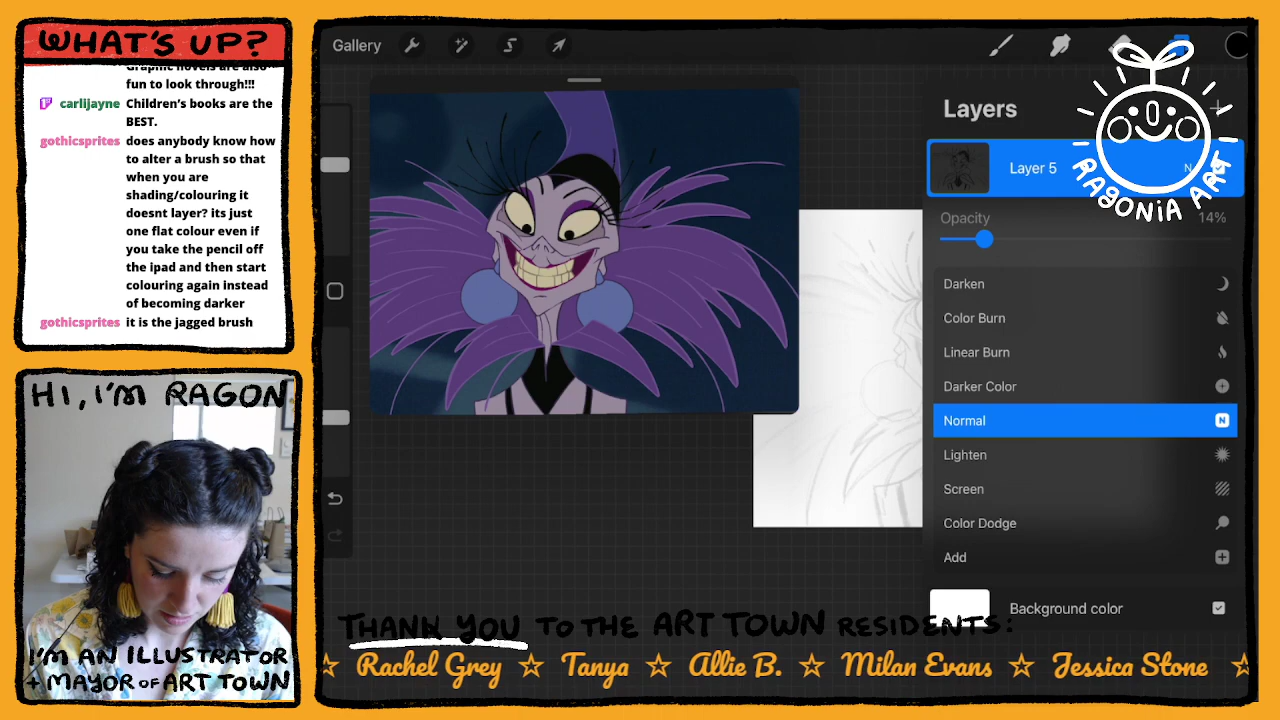 WHAT'S UP?
Graphic novels are also
fun to look through!!!
carlijayne Children's books are the
BEST.
gothicsprites does anybody know how
to alter a brush so that
when you are
shading/colouring it
doesnt layer? its just
one flat colour even if
you take the pencil off
the ipad and then start
colouring again instead
of becoming darker
gothicsprites it is the jagged brush
HI, I'M RAGON
I'M AN ILLUSTRATOR
+ MAYOR OF ART TOWN
Gallery
Layers
Layer 5
N
RAGONIA ART
Opacity 14%
Darken
Color Burn
Linear Burn
Darker Color
Normal N
Lighten
Screen
Color Dodge
Add
Background color
THANK YOU TO THE ART TOWN RESIDENTS:
☆ Rachel Grey ☆ Tanya ☆ Allie B. ☆ Milan Evans ☆ Jessica Stone ☆